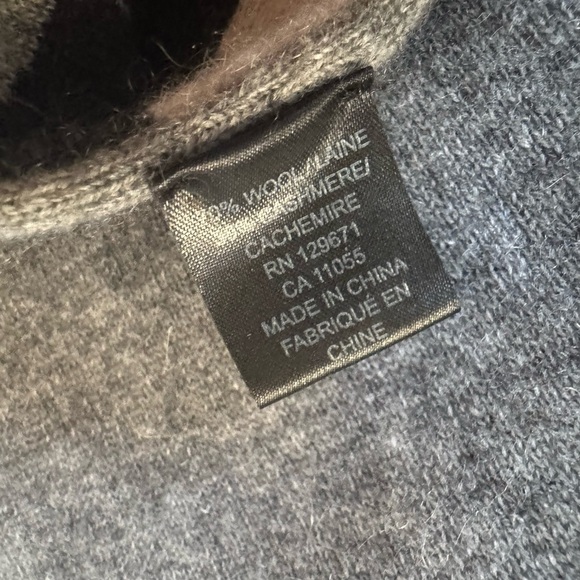 WOOL/LAINE
CASHMERE/
CACHEMIRE
RN 129671
CA 11055
MADE IN CHINA
FABRIQUÉ EN
CHINE